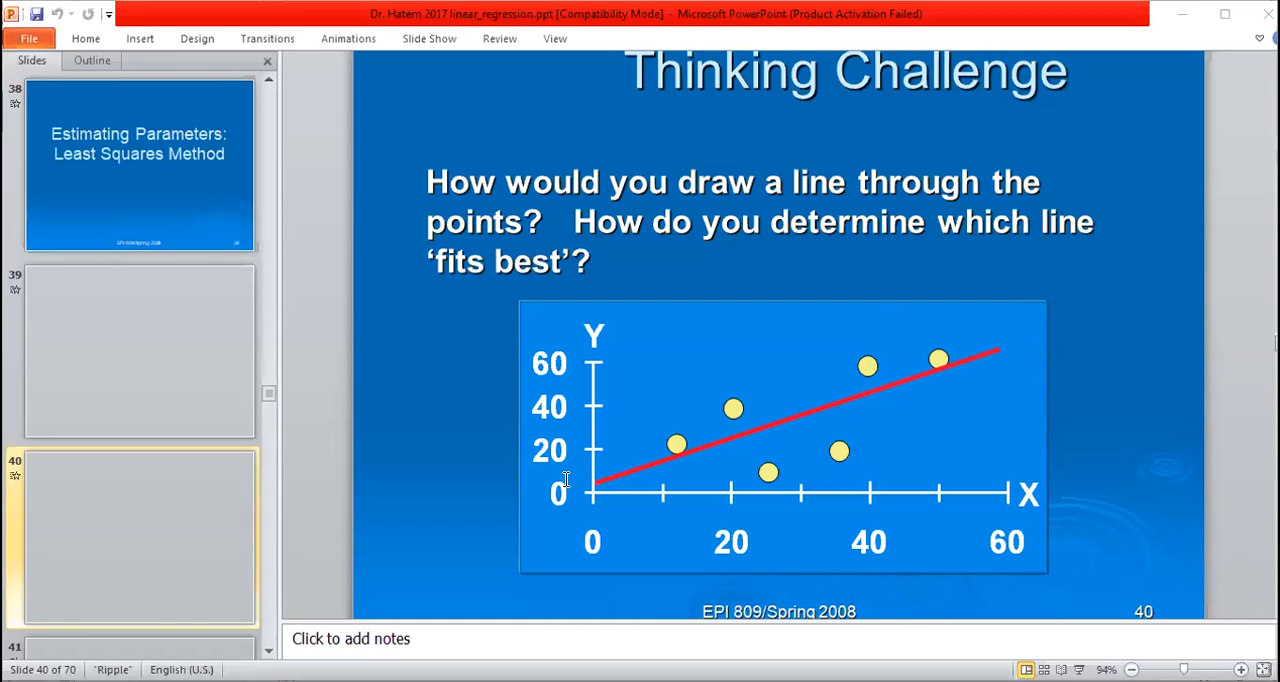 Dr. Hatem 2017 linear_regression.ppt [Compatibility Mode] - Microsoft PowerPoint (Product Activation Failed)
File Home Insert Design Transitions Animations Slide Show Review View
Slides Outline
38
Estimating Parameters:
Least Squares Method
39
40
41
Thinking Challenge
How would you draw a line through the
points? How do you determine which line
‘fits best’?
Y
60
40
20
0
X
0 20 40 60
EPI 809/Spring 2008 40
Click to add notes
Slide 40 of 70 "Ripple" English (U.S.) 94%